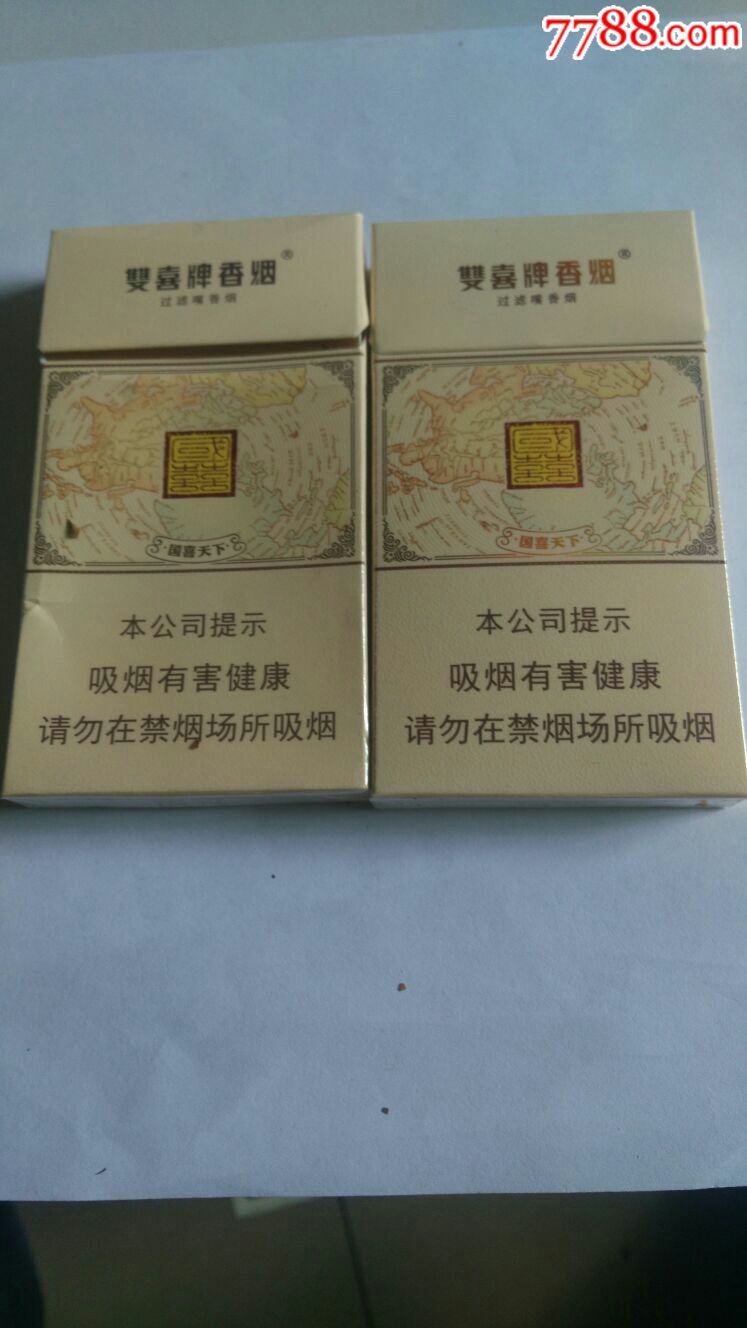 7788.com
雙喜牌香烟®
过滤嘴香烟
国喜天下
本公司提示
吸烟有害健康
请勿在禁烟场所吸烟
雙喜牌香烟®
过滤嘴香烟
国喜天下
本公司提示
吸烟有害健康
请勿在禁烟场所吸烟